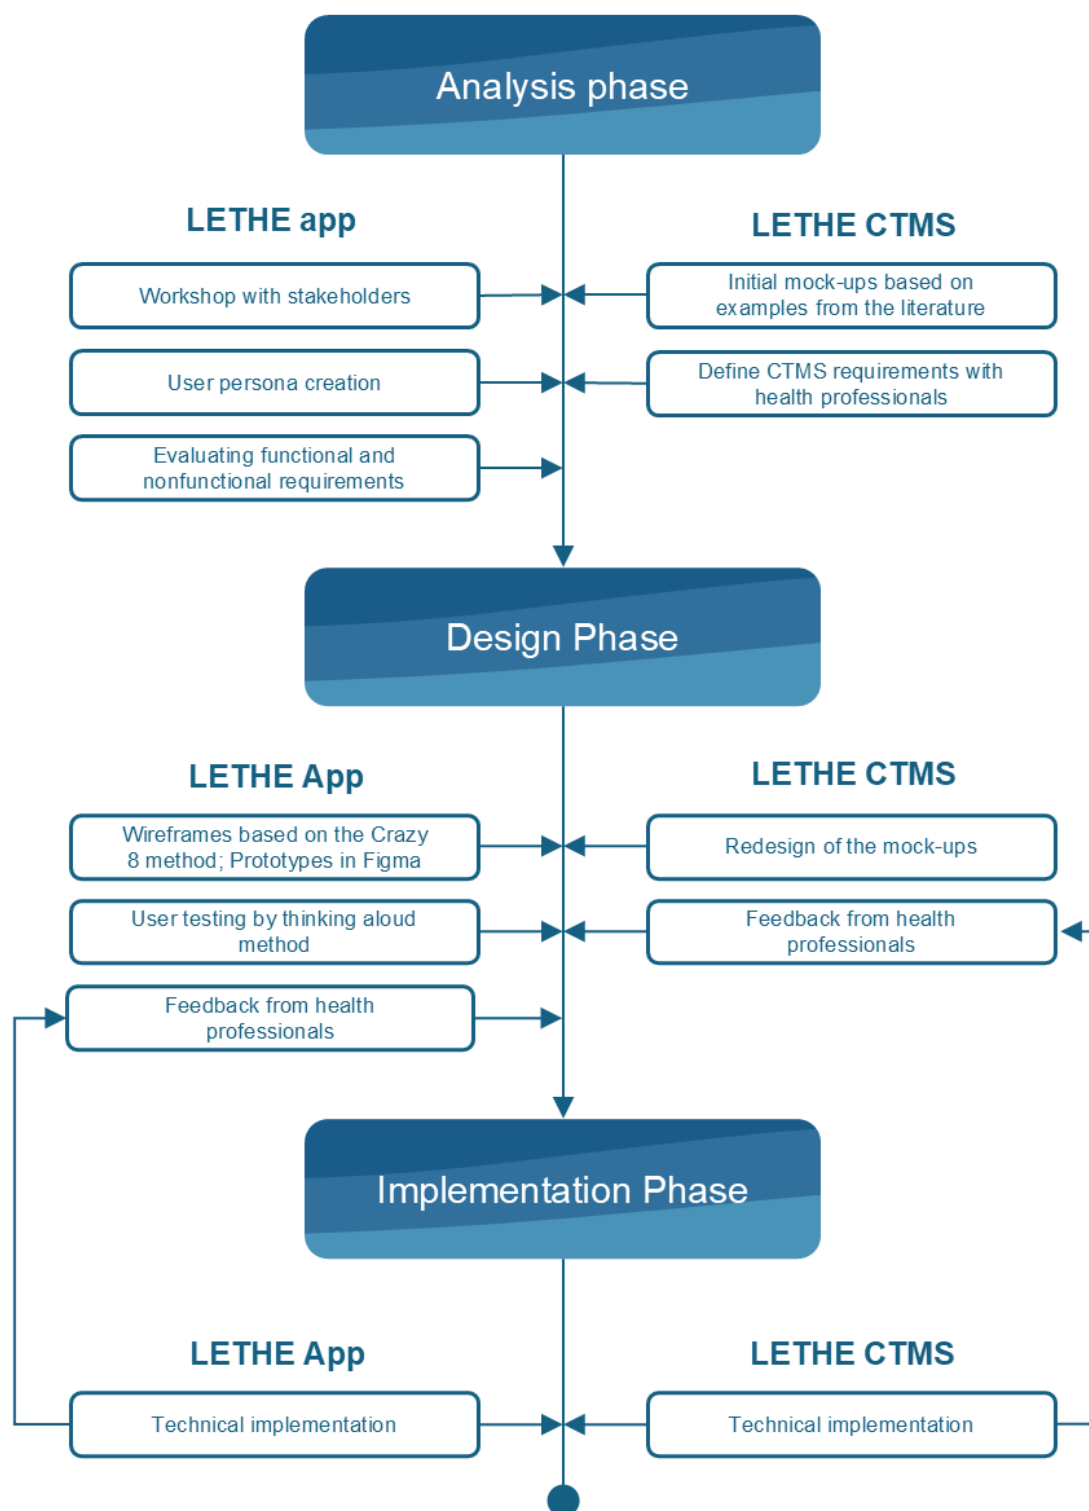 Analysis phase
LETHE app
Workshop with stakeholders
User persona creation
Evaluating functional and
nonfunctional requirements
LETHE CTMS
Initial mock-ups based on
examples from the literature
Define CTMS requirements with
health professionals
Design Phase
LETHE App
Wireframes based on the Crazy
8 method; Prototypes in Figma
User testing by thinking aloud
method
Feedback from health
professionals
LETHE CTMS
Redesign of the mock-ups
Feedback from health
professionals
Implementation Phase
LETHE App
Technical implementation
LETHE CTMS
Technical implementation